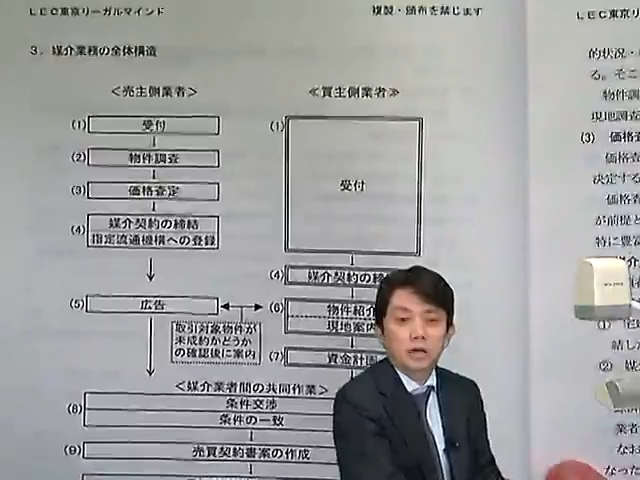 LEC東京リーガルマインド
複製・頒布を禁じます
3．媒介業務の全体構造
＜売主側業者＞
≪買主側業者≫
(1) 受付
(1) 受付
(2) 物件調査
(3) 価格査定
(4) 媒介契約の締結
指定流通機構への登録
(4) 媒介契約の締
(5) 広告
(6) 物件紹介
現地案内
取引対象物件が
未成約かどうか
の確認後に案内
(7) 資金計画
＜媒介業者間の共同作業＞
(8) 条件交渉
条件の一致
(9) 売買契約書案の作成
LEC東京リ
的状況・
る。そこ
物件調
現地調査
(3) 価格査
価格査
決定する
価格査
が前提と
特に豊富
介
① 宅
結し
② 媒
業者
なお
なった